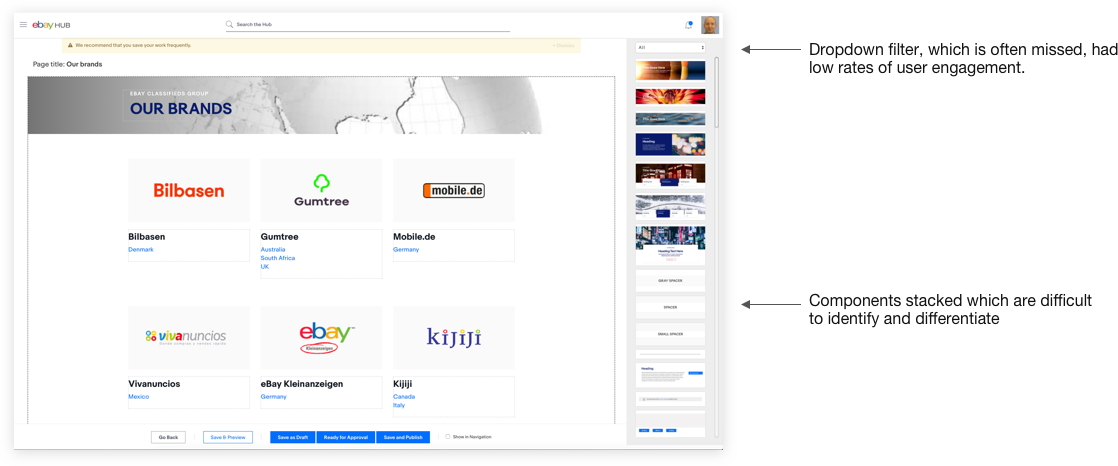 ebay HUB
Search the Hub
We recommend that you save your work frequently.
Page title: Our brands
EBAY CLASSIFIEDS GROUP
OUR BRANDS
Bilbasen
Gumtree
mobile.de
Bilbasen
Denmark
Gumtree
Australia
South Africa
UK
Mobile.de
Germany
vivanuncios
ebay
Kleinanzeigen
kijiji
Vivanuncios
Mexico
eBay Kleinanzeigen
Germany
Kijiji
Canada
Italy
Go Back
Save & Preview
Save as Draft
Ready for Approval
Save and Publish
Show in Navigation
All
Heading
Heading Text Here
SPACER
SMALL SPACER
Heading
Dropdown filter, which is often missed, had
low rates of user engagement.
Components stacked which are difficult
to identify and differentiate